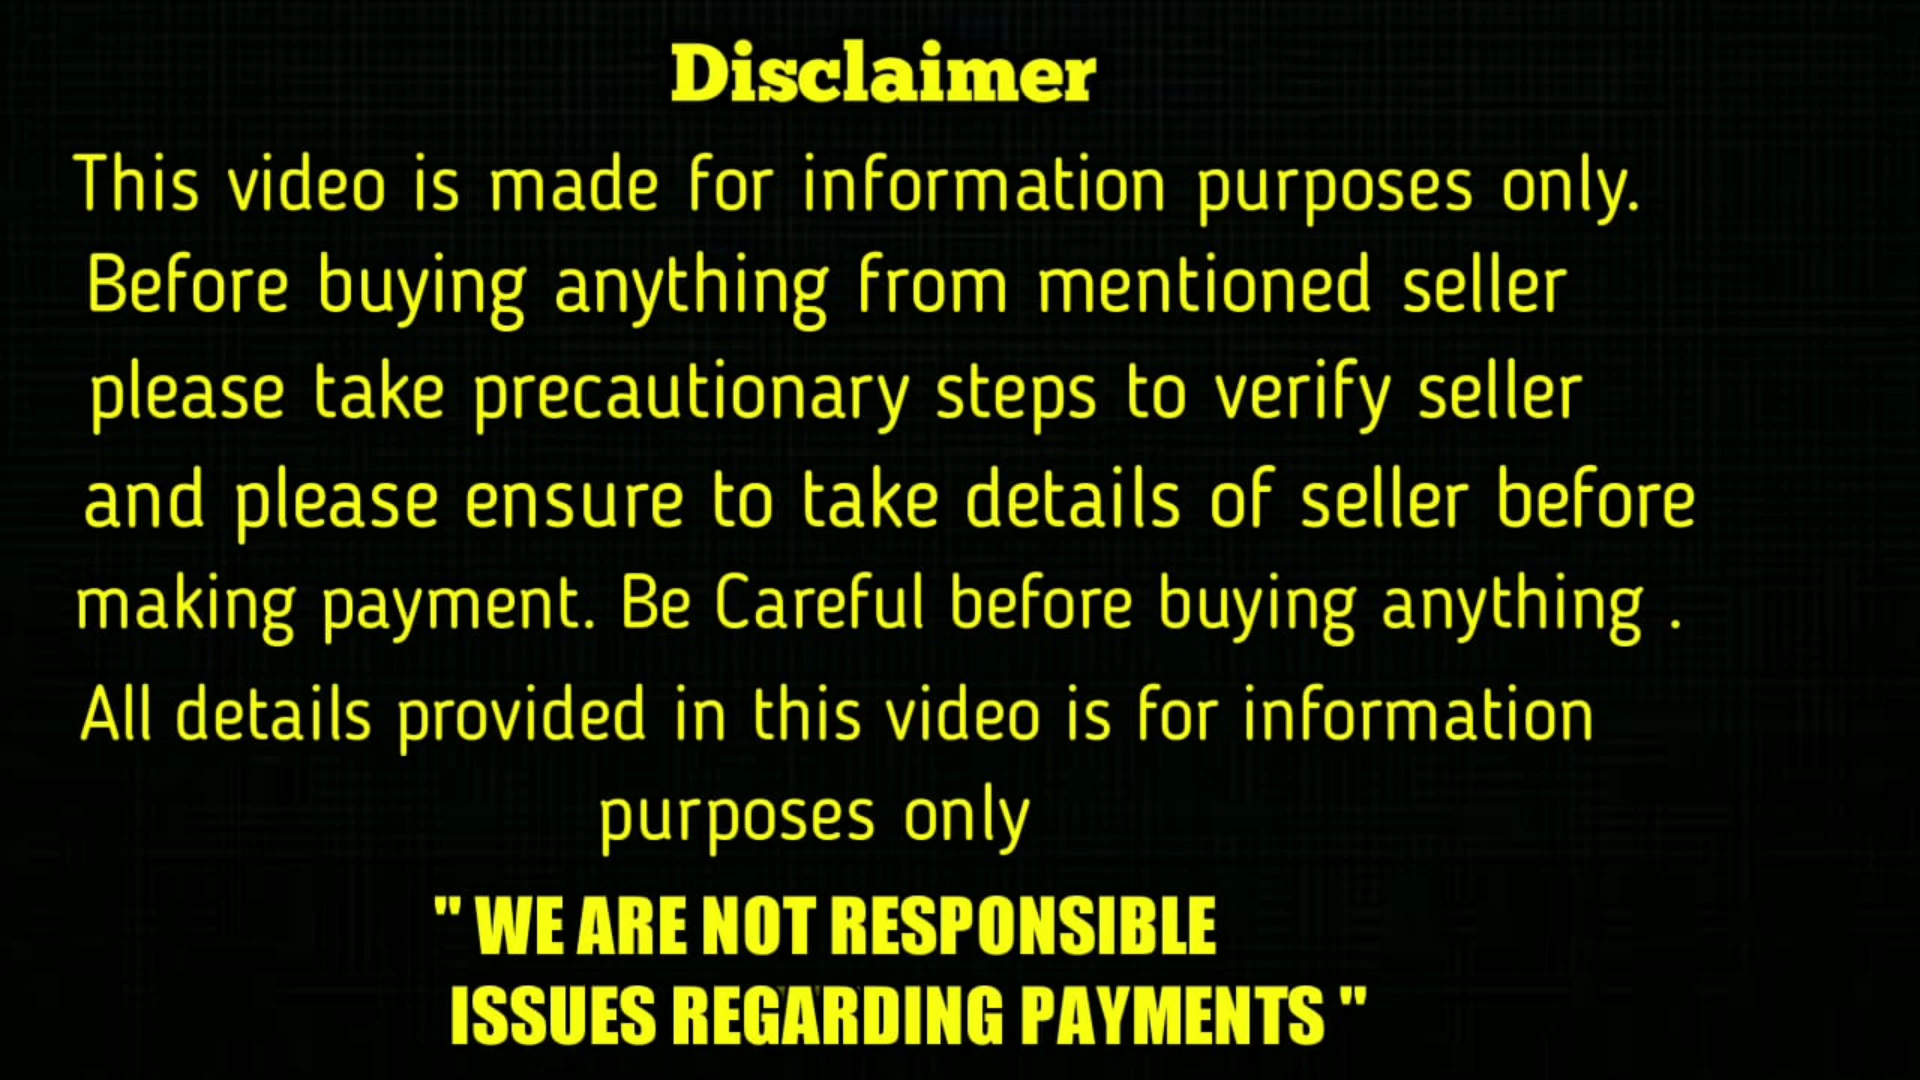 Disclaimer
This video is made for information purposes only.
Before buying anything from mentioned seller
please take precautionary steps to verify seller
and please ensure to take details of seller before
making payment. Be Careful before buying anything .
All details provided in this video is for information
purposes only
" WE ARE NOT RESPONSIBLE
ISSUES REGARDING PAYMENTS "